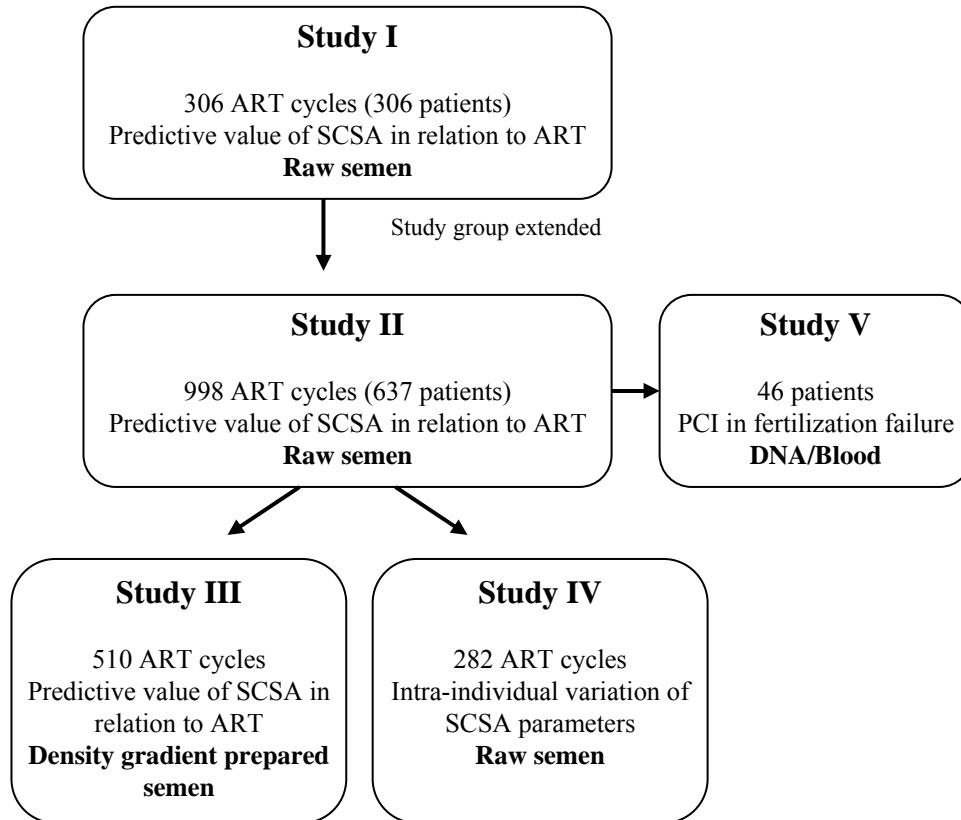 Study I
306 ART cycles (306 patients)
Predictive value of SCSA in relation to ART
Raw semen
Study group extended
Study II
998 ART cycles (637 patients)
Predictive value of SCSA in relation to ART
Raw semen
Study V
46 patients
PCI in fertilization failure
DNA/Blood
Study III
510 ART cycles
Predictive value of SCSA in
relation to ART
Density gradient prepared
semen
Study IV
282 ART cycles
Intra-individual variation of
SCSA parameters
Raw semen